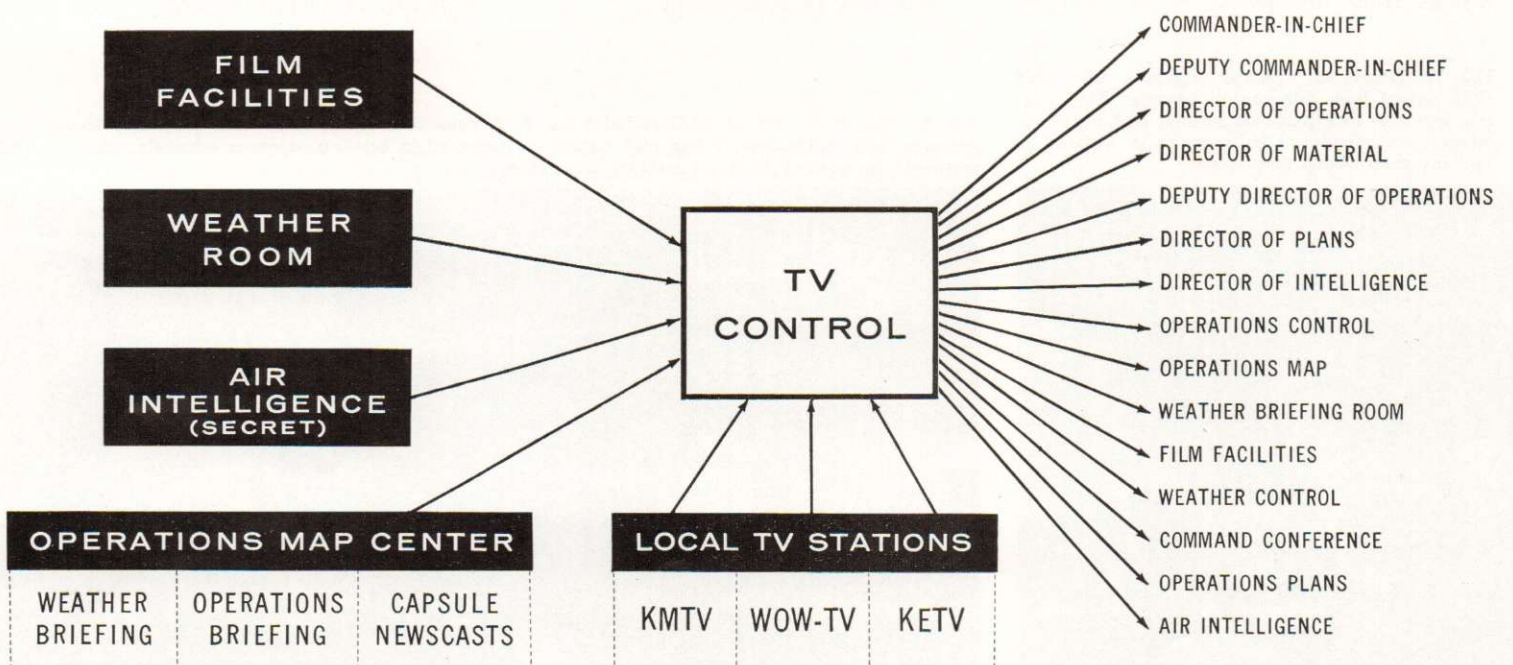 FILM
FACILITIES
WEATHER
ROOM
AIR
INTELLIGENCE
(SECRET)
OPERATIONS MAP CENTER
WEATHER
BRIEFING
OPERATIONS
BRIEFING
CAPSULE
NEWSCASTS
TV
CONTROL
LOCAL TV STATIONS
KMTV
WOW-TV
KETV
COMMANDER-IN-CHIEF
DEPUTY COMMANDER-IN-CHIEF
DIRECTOR OF OPERATIONS
DIRECTOR OF MATERIAL
DEPUTY DIRECTOR OF OPERATIONS
DIRECTOR OF PLANS
DIRECTOR OF INTELLIGENCE
OPERATIONS CONTROL
OPERATIONS MAP
WEATHER BRIEFING ROOM
FILM FACILITIES
WEATHER CONTROL
COMMAND CONFERENCE
OPERATIONS PLANS
AIR INTELLIGENCE